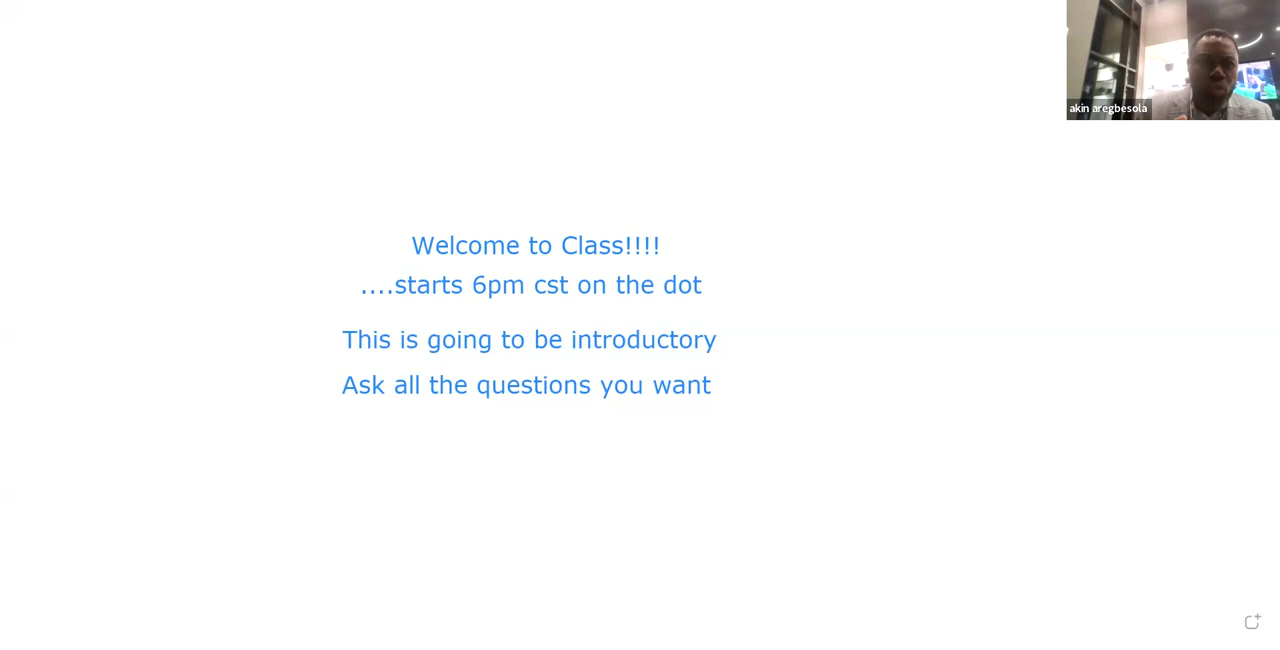 akin aregbesola
Welcome to Class!!!!
....starts 6pm cst on the dot
This is going to be introductory
Ask all the questions you want